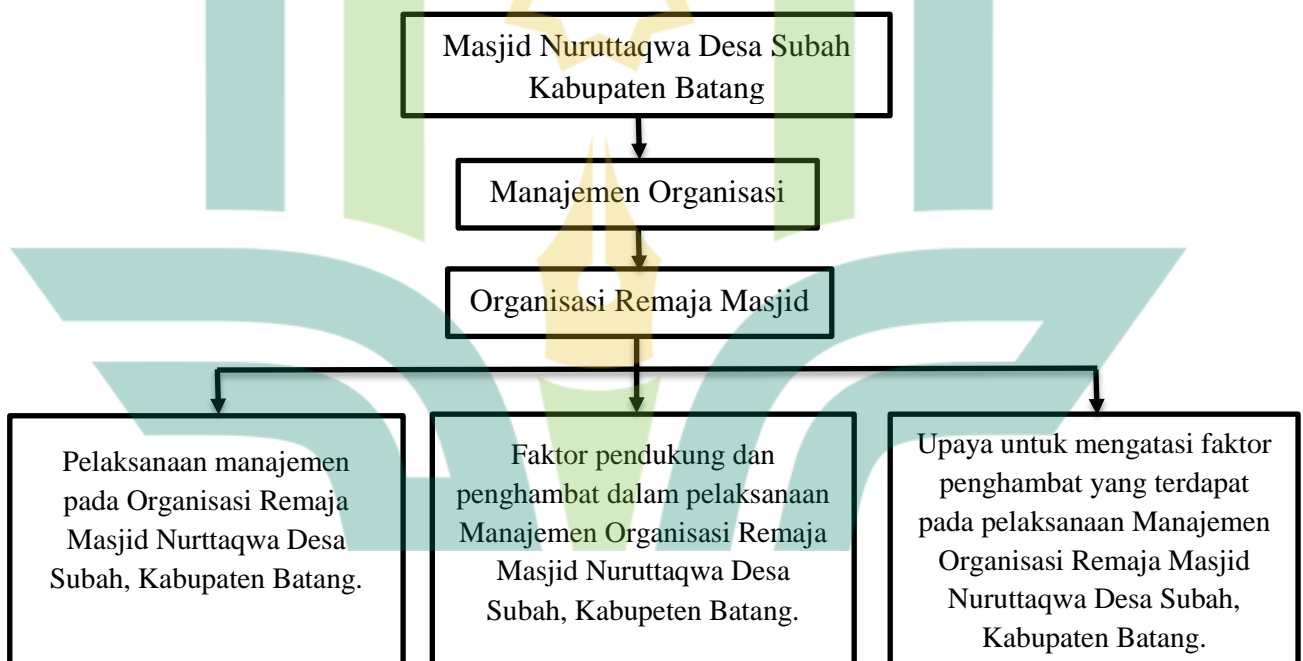 Masjid Nuruttaqwa Desa Subah
Kabupaten Batang
Manajemen Organisasi
Organisasi Remaja Masjid
Pelaksanaan manajemen
pada Organisasi Remaja
Masjid Nurttaqwa Desa
Subah, Kabupaten Batang.
Faktor pendukung dan
penghambat dalam pelaksanaan
Manajemen Organisasi Remaja
Masjid Nuruttaqwa Desa
Subah, Kabupeten Batang.
Upaya untuk mengatasi faktor
penghambat yang terdapat
pada pelaksanaan Manajemen
Organisasi Remaja Masjid
Nuruttaqwa Desa Subah,
Kabupaten Batang.